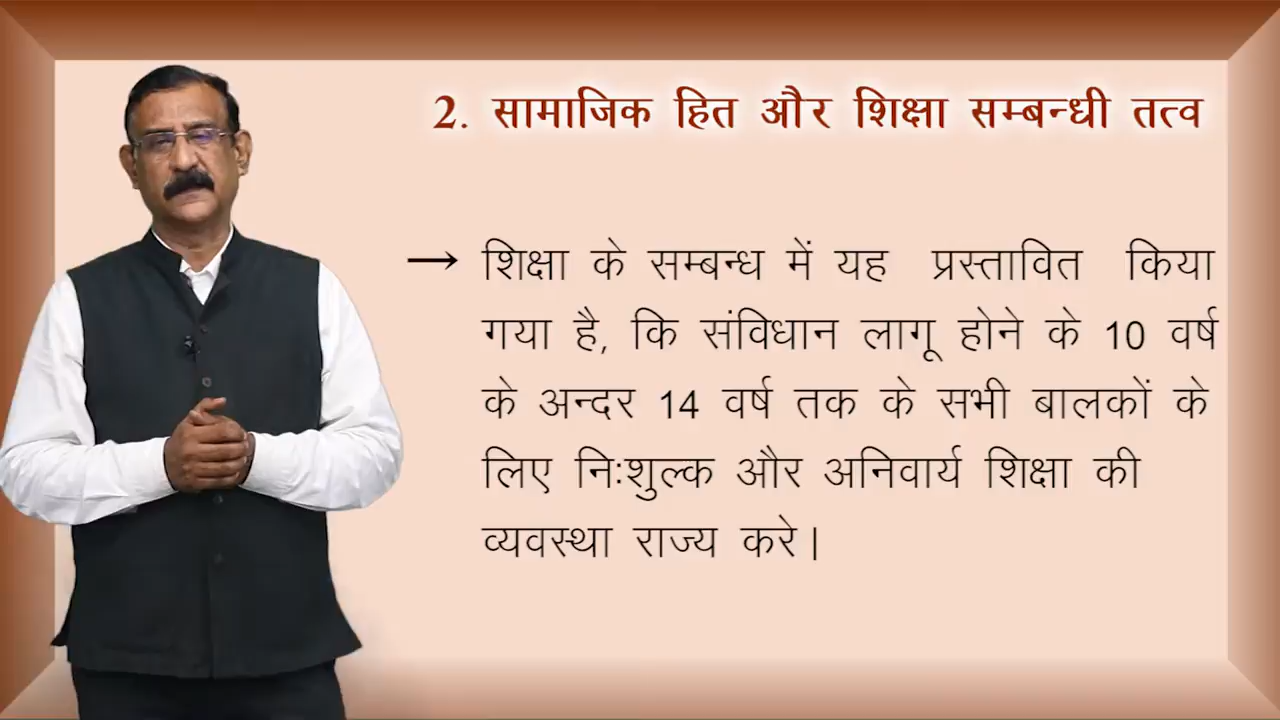 2. सामाजिक हित और शिक्षा सम्बन्धी तत्व
→ शिक्षा के सम्बन्ध में यह प्रस्तावित किया
गया है, कि संविधान लागू होने के 10 वर्ष
के अन्दर 14 वर्ष तक के सभी बालकों के
लिए निःशुल्क और अनिवार्य शिक्षा की
व्यवस्था राज्य करे।